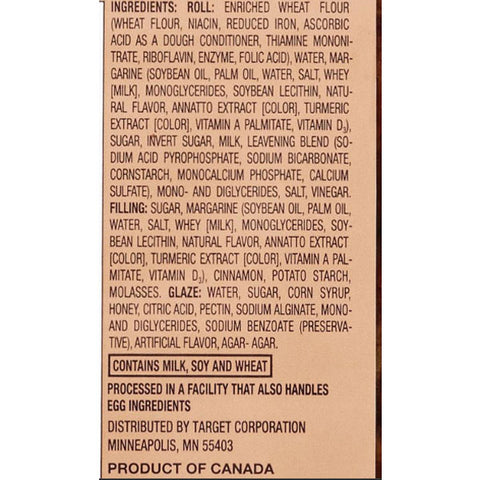 INGREDIENTS: ROLL: ENRICHED WHEAT FLOUR
(WHEAT FLOUR, NIACIN, REDUCED IRON, ASCORBIC
ACID AS A DOUGH CONDITIONER, THIAMINE MONONI-
TRATE, RIBOFLAVIN, ENZYME, FOLIC ACID), WATER, MAR-
GARINE (SOYBEAN OIL, PALM OIL, WATER, SALT, WHEY
[MILK], MONOGLYCERIDES, SOYBEAN LECITHIN, NATU-
RAL FLAVOR, ANNATTO EXTRACT [COLOR], TURMERIC
EXTRACT [COLOR], VITAMIN A PALMITATE, VITAMIN D3),
SUGAR, INVERT SUGAR, MILK, LEAVENING BLEND (SO-
DIUM ACID PYROPHOSPHATE, SODIUM BICARBONATE,
CORNSTARCH, MONOCALCIUM PHOSPHATE, CALCIUM
SULFATE), MONO- AND DIGLYCERIDES, SALT, VINEGAR.
FILLING: SUGAR, MARGARINE (SOYBEAN OIL, PALM OIL,
WATER, SALT, WHEY [MILK], MONOGLYCERIDES, SOY-
BEAN LECITHIN, NATURAL FLAVOR, ANNATTO EXTRACT
[COLOR], TURMERIC EXTRACT [COLOR], VITAMIN A PAL-
MITATE, VITAMIN D3), CINNAMON, POTATO STARCH,
MOLASSES. GLAZE: WATER, SUGAR, CORN SYRUP,
HONEY, CITRIC ACID, PECTIN, SODIUM ALGINATE, MONO-
AND DIGLYCERIDES, SODIUM BENZOATE (PRESERVA-
TIVE), ARTIFICIAL FLAVOR, AGAR- AGAR.
CONTAINS MILK, SOY AND WHEAT
PROCESSED IN A FACILITY THAT ALSO HANDLES
EGG INGREDIENTS
DISTRIBUTED BY TARGET CORPORATION
MINNEAPOLIS, MN 55403
PRODUCT OF CANADA